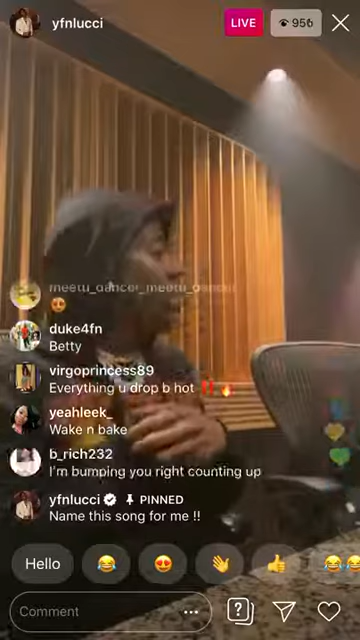 yfnlucci
LIVE
956
meetu_dancer_meetu_dancer
😍
duke4fn
Betty
virgoprincess89
Everything u drop b hot ‼️🔥
yeahleek_
Wake n bake
b_rich232
I'm bumping you right counting up
yfnlucci PINNED
Name this song for me !!
Hello 😂 😍 👋 👍 😂
Comment